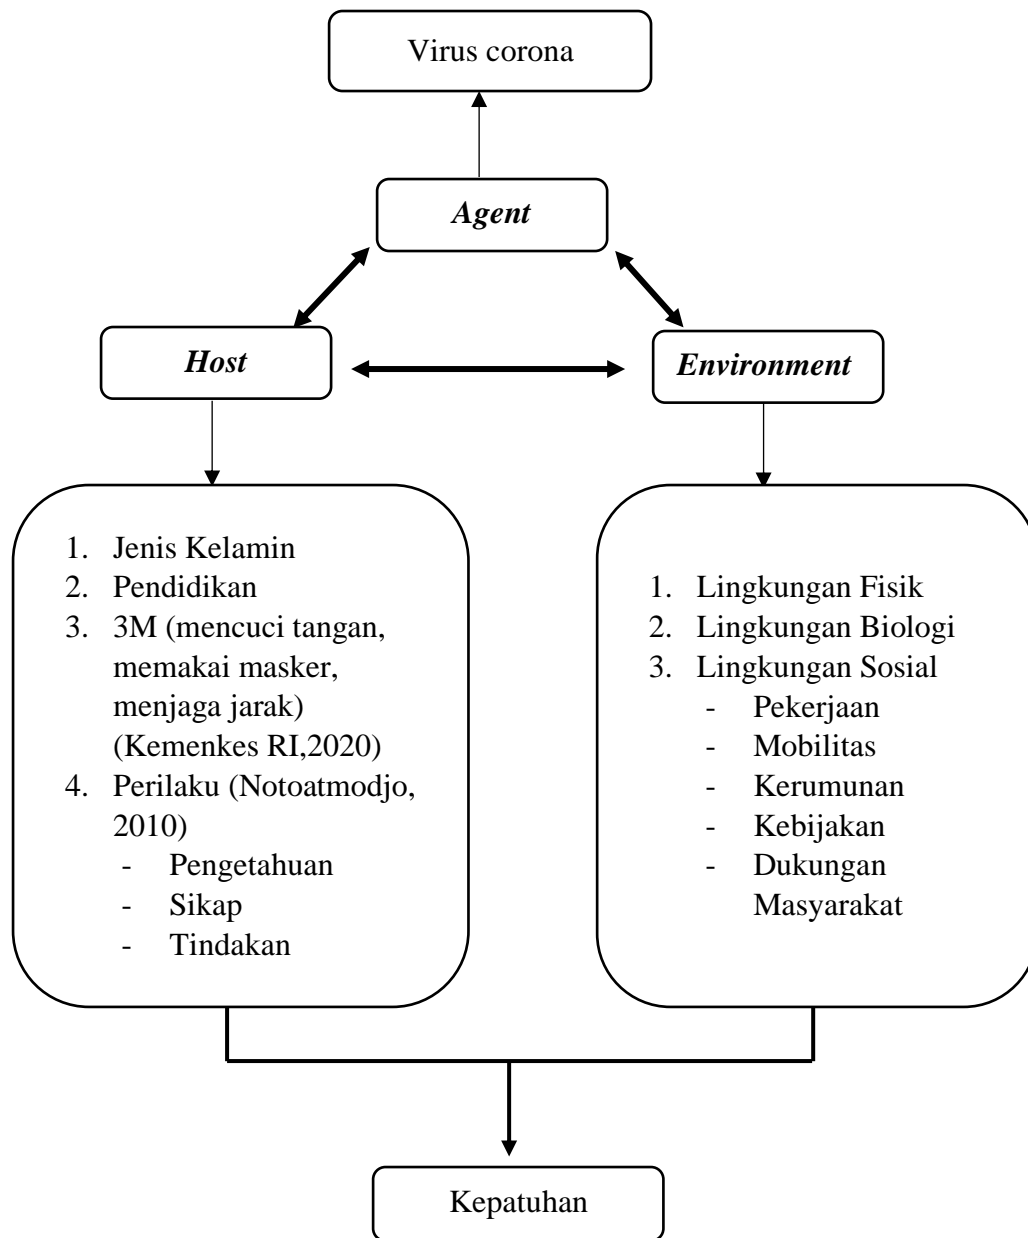 Virus corona
Agent
Host
Environment
1. Jenis Kelamin
2. Pendidikan
3. 3M (mencuci tangan,
memakai masker,
menjaga jarak)
(Kemenkes RI,2020)
4. Perilaku (Notoatmodjo,
2010)
- Pengetahuan
- Sikap
- Tindakan
1. Lingkungan Fisik
2. Lingkungan Biologi
3. Lingkungan Sosial
- Pekerjaan
- Mobilitas
- Kerumunan
- Kebijakan
- Dukungan
Masyarakat
Kepatuhan